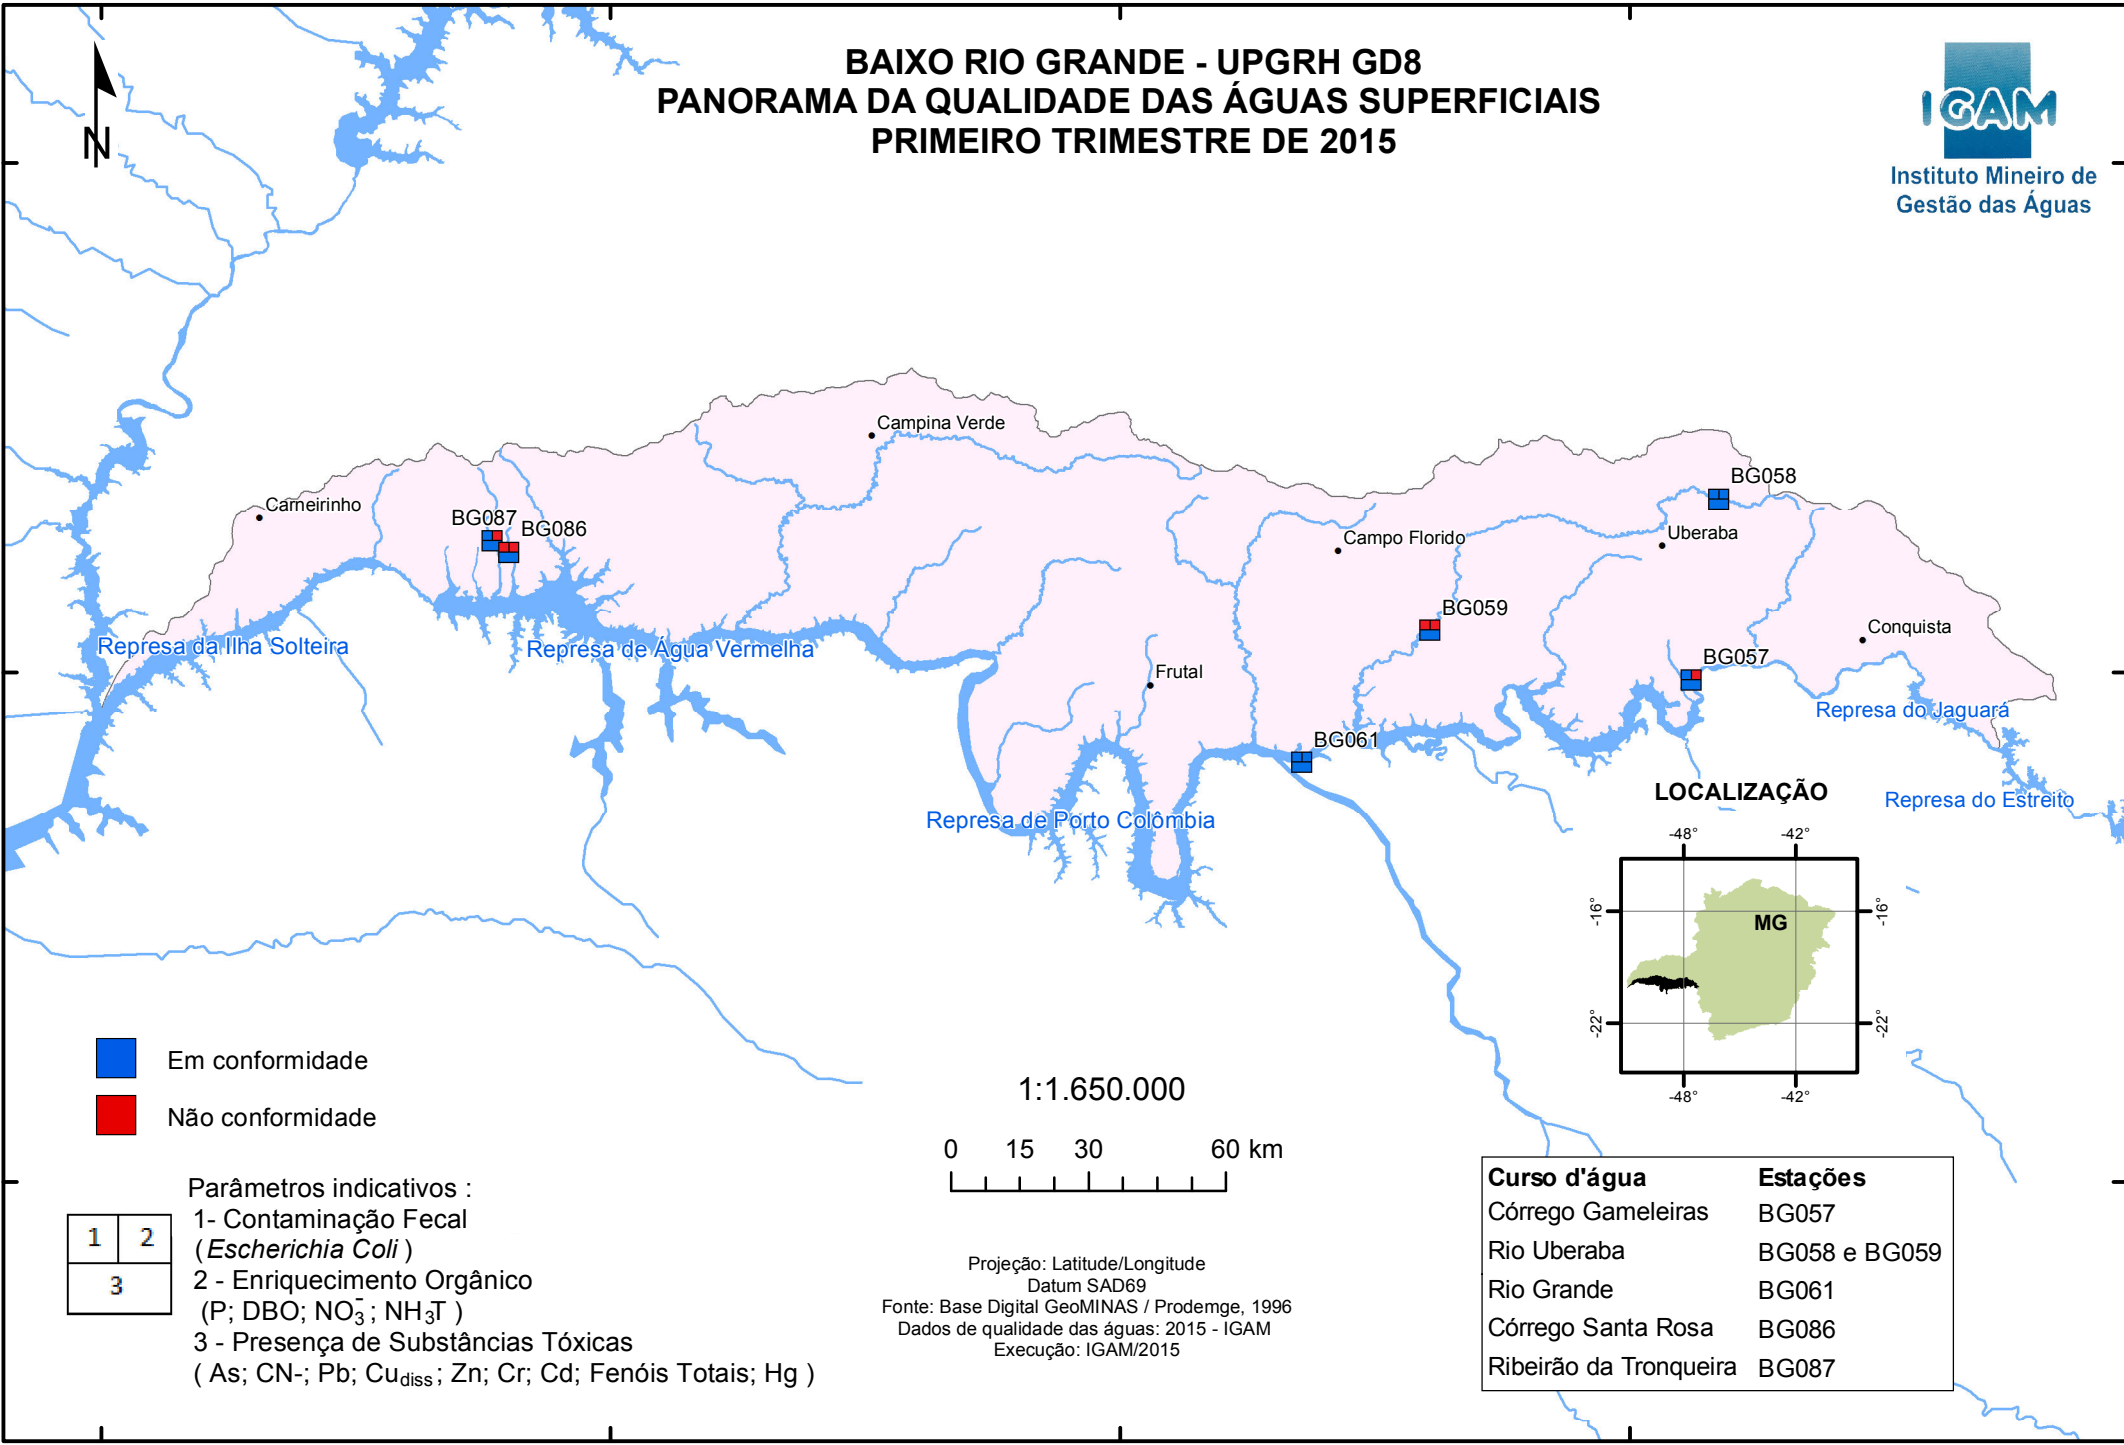 BAIXO RIO GRANDE - UPGRH GD8
PANORAMA DA QUALIDADE DAS ÁGUAS SUPERFICIAIS
PRIMEIRO TRIMESTRE DE 2015
IGAM
Instituto Mineiro de
Gestão das Águas
N
Campina Verde
Carneirinho
BG087
BG086
BG058
Uberaba
Campo Florido
BG059
Conquista
BG057
Frutal
BG061
Represa da Ilha Solteira
Represa de Água Vermelha
Represa do Jaguará
Represa de Porto Colômbia
Represa do Estreito
LOCALIZAÇÃO
-48° -42°
-16° -16°
MG
-22° -22°
-48° -42°
Em conformidade
Não conformidade
1:1.650.000
0 15 30 60 km
Parâmetros indicativos :
1 2
3
1- Contaminação Fecal
(Escherichia Coli )
2 - Enriquecimento Orgânico
(P; DBO; NO₃⁻; NH₃T )
3 - Presença de Substâncias Tóxicas
( As; CN-; Pb; Cudiss; Zn; Cr; Cd; Fenóis Totais; Hg )
Projeção: Latitude/Longitude
Datum SAD69
Fonte: Base Digital GeoMINAS / Prodemge, 1996
Dados de qualidade das águas: 2015 - IGAM
Execução: IGAM/2015
Curso d'água Estações
Córrego Gameleiras BG057
Rio Uberaba BG058 e BG059
Rio Grande BG061
Córrego Santa Rosa BG086
Ribeirão da Tronqueira BG087